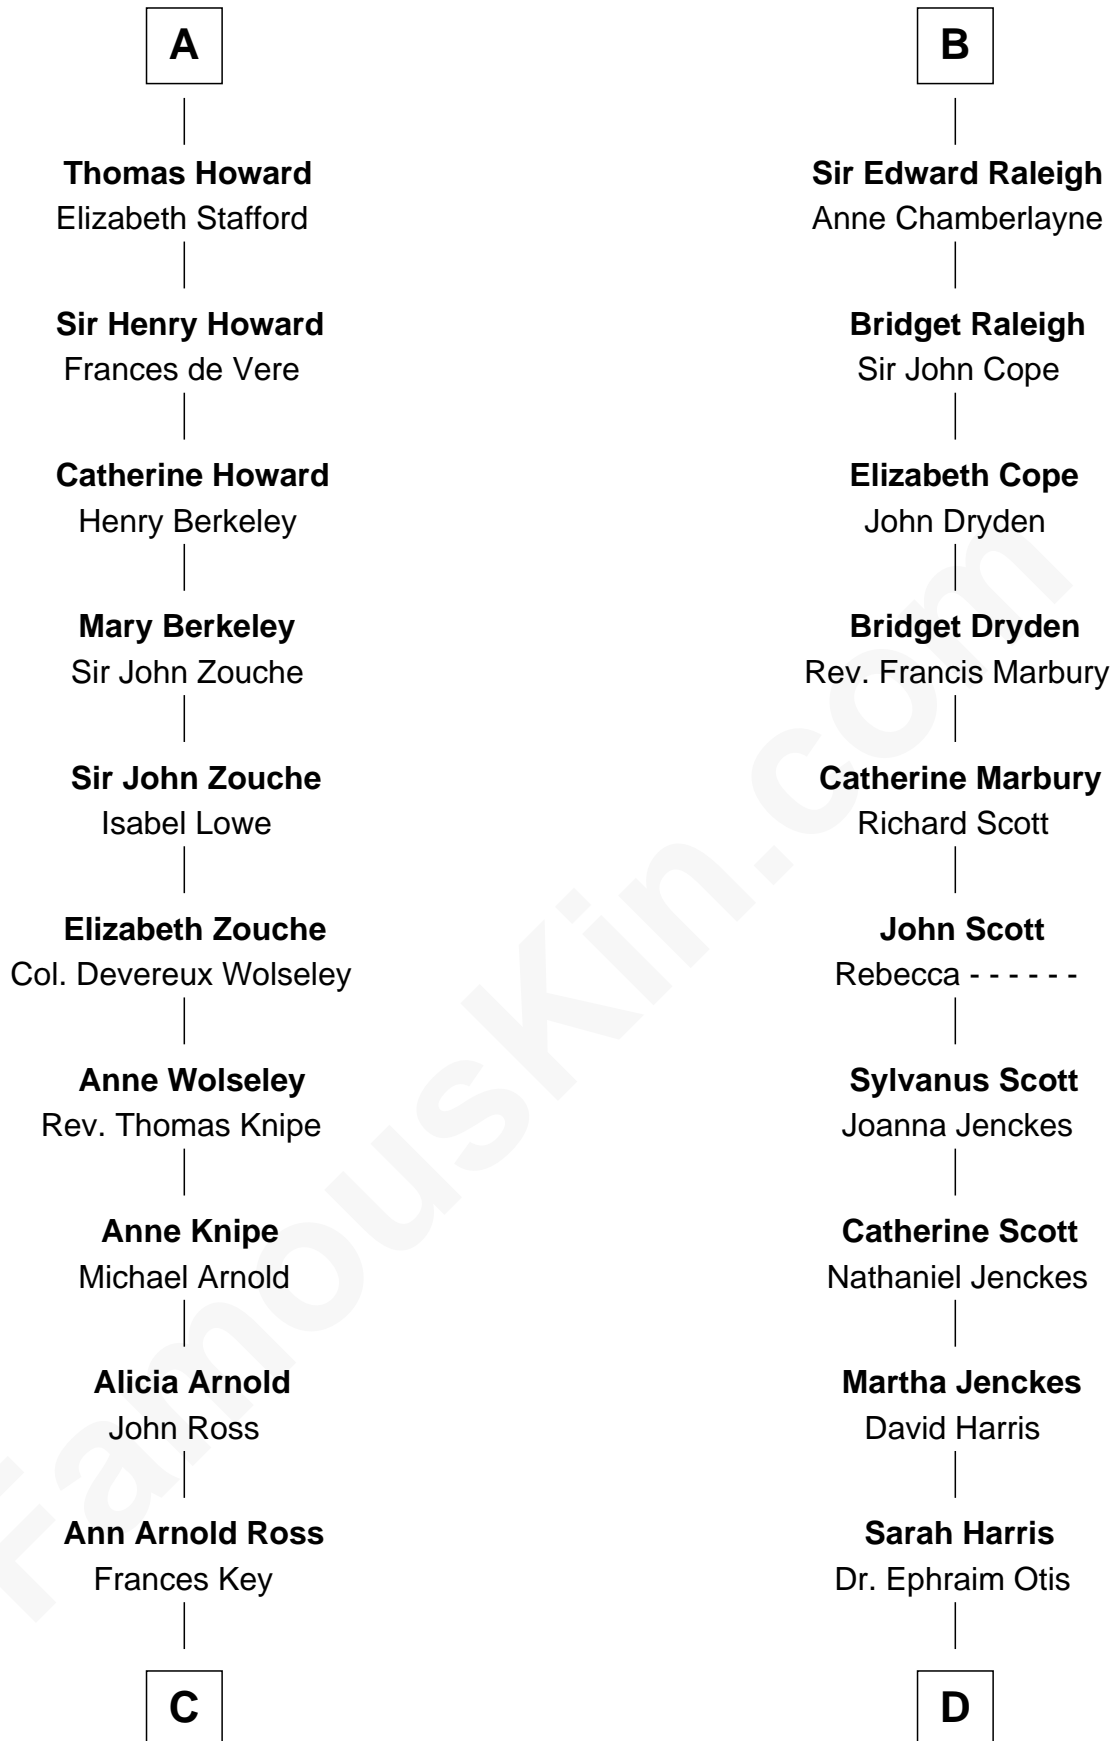 A
Thomas Howard
Elizabeth Stafford
Sir Henry Howard
Frances de Vere
Catherine Howard
Henry Berkeley
Mary Berkeley
Sir John Zouche
Sir John Zouche
Isabel Lowe
Elizabeth Zouche
Col. Devereux Wolseley
Anne Wolseley
Rev. Thomas Knipe
Anne Knipe
Michael Arnold
Alicia Arnold
John Ross
Ann Arnold Ross
Frances Key
C
B
Sir Edward Raleigh
Anne Chamberlayne
Bridget Raleigh
Sir John Cope
Elizabeth Cope
John Dryden
Bridget Dryden
Rev. Francis Marbury
Catherine Marbury
Richard Scott
John Scott
Rebecca - - - - - -
Sylvanus Scott
Joanna Jenckes
Catherine Scott
Nathaniel Jenckes
Martha Jenckes
David Harris
Sarah Harris
Dr. Ephraim Otis
D
FamousKin.com